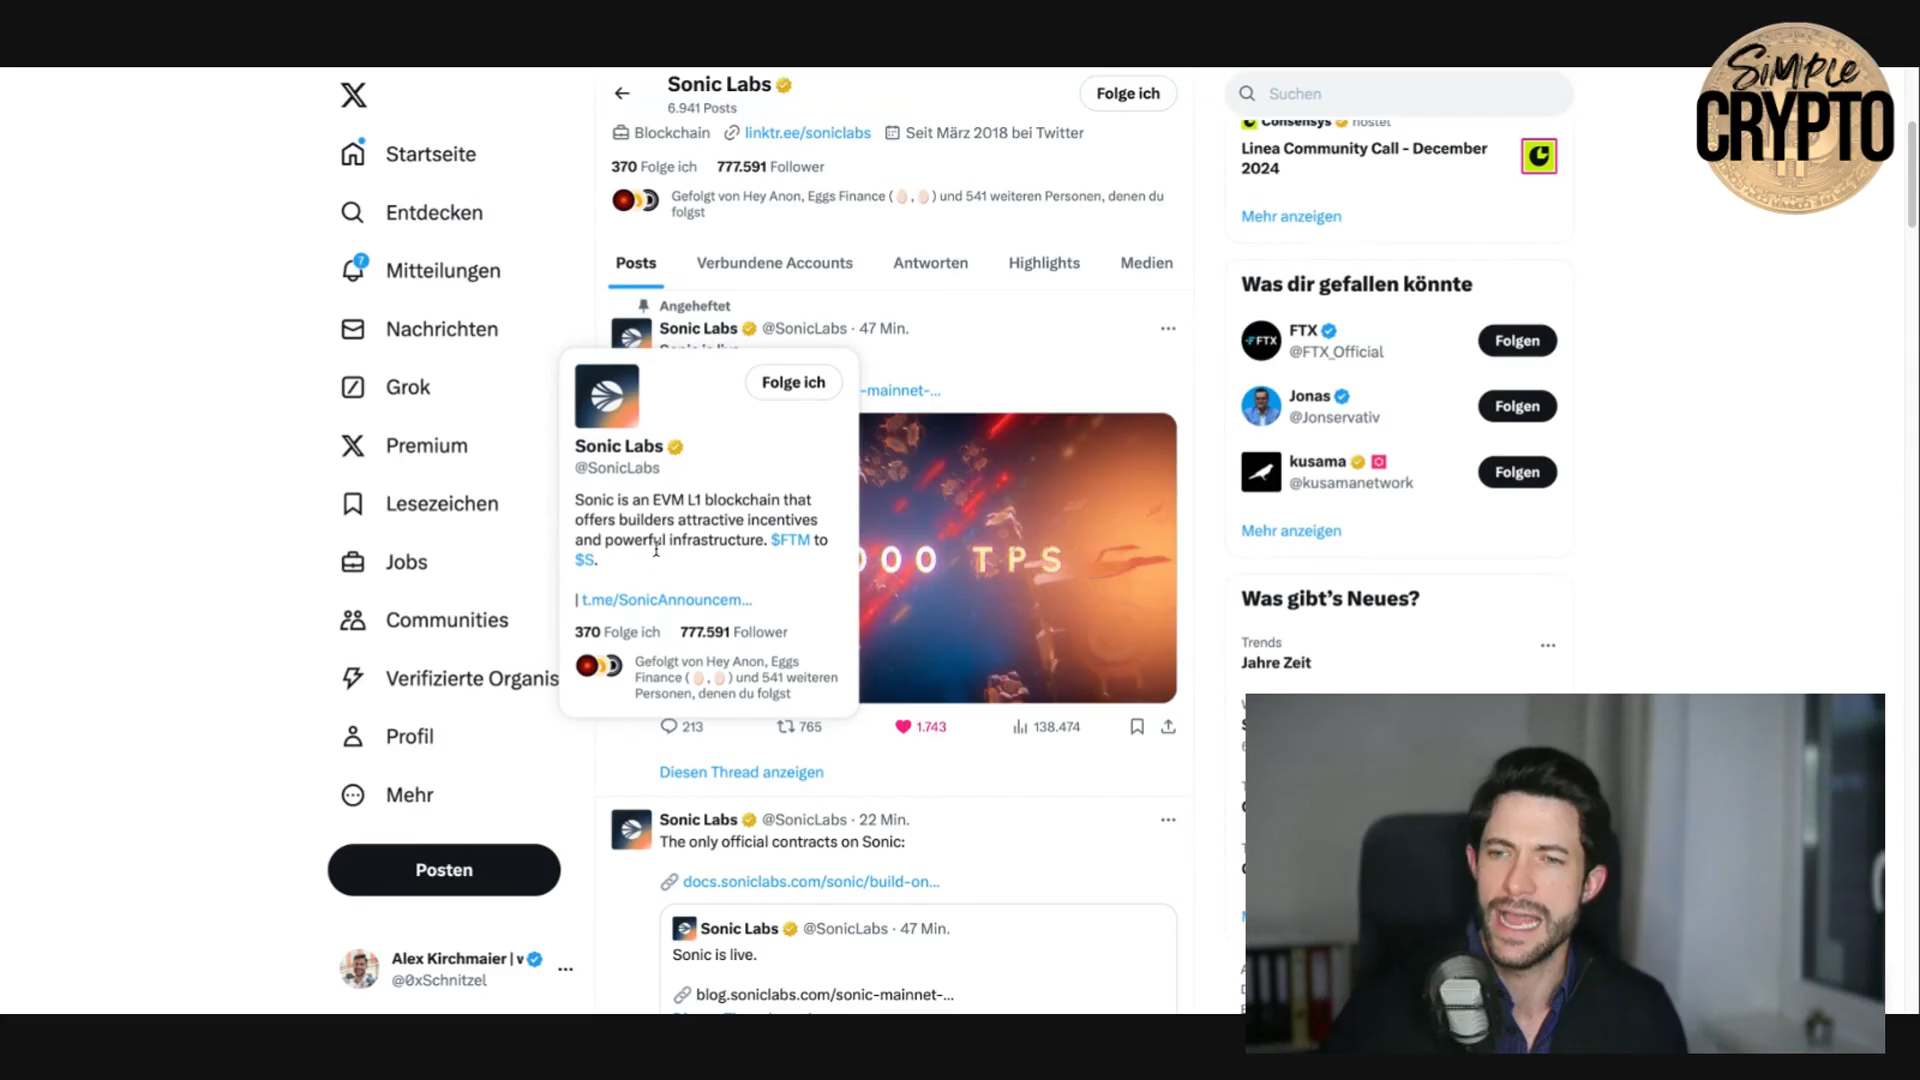 SIMPLE
CRYPTO
Startseite
Entdecken
7
Mitteilungen
Nachrichten
Grok
Premium
Lesezeichen
Jobs
Communities
Verifizierte Organis
Profil
Mehr
Posten
Alex Kirchmaier | v
@0xSchnitzel
Sonic Labs
6.941 Posts
Folge ich
Blockchain linktr.ee/soniclabs Seit März 2018 bei Twitter
370 Folge ich 777.591 Follower
Gefolgt von Hey Anon, Eggs Finance (🥚,🥚) und 541 weiteren Personen, denen du
folgst
Posts Verbundene Accounts Antworten Highlights Medien
Angeheftet
Sonic Labs @SonicLabs · 47 Min.
-mainnet-...
Folge ich
Sonic Labs
@SonicLabs
Sonic is an EVM L1 blockchain that
offers builders attractive incentives
and powerful infrastructure. $FTM to
$S.
| t.me/SonicAnnouncem...
370 Folge ich 777.591 Follower
Gefolgt von Hey Anon, Eggs
Finance (🥚,🥚) und 541 weiteren
Personen, denen du folgst
000 TPS
213 765 1.743 138.474
Diesen Thread anzeigen
Sonic Labs @SonicLabs · 22 Min.
The only official contracts on Sonic:
docs.soniclabs.com/sonic/build-on...
Sonic Labs @SonicLabs · 47 Min.
Sonic is live.
blog.soniclabs.com/sonic-mainnet-...
Suchen
Consensys hostet
Linea Community Call - December
2024
Mehr anzeigen
Was dir gefallen könnte
FTX
@FTX_Official
Folgen
Jonas
@Jonservativ
Folgen
kusama
@kusamanetwork
Folgen
Mehr anzeigen
Was gibt's Neues?
Trends
Jahre Zeit